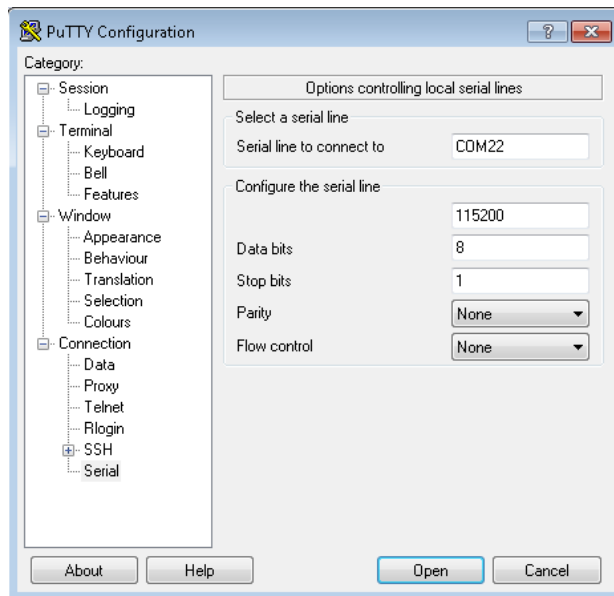 PuTTY Configuration
Category:
Session
Logging
Terminal
Keyboard
Bell
Features
Window
Appearance
Behaviour
Translation
Selection
Colours
Connection
Data
Proxy
Telnet
Rlogin
SSH
Serial
Options controlling local serial lines
Select a serial line
Serial line to connect to COM22
Configure the serial line
115200
Data bits 8
Stop bits 1
Parity None
Flow control None
About Help Open Cancel